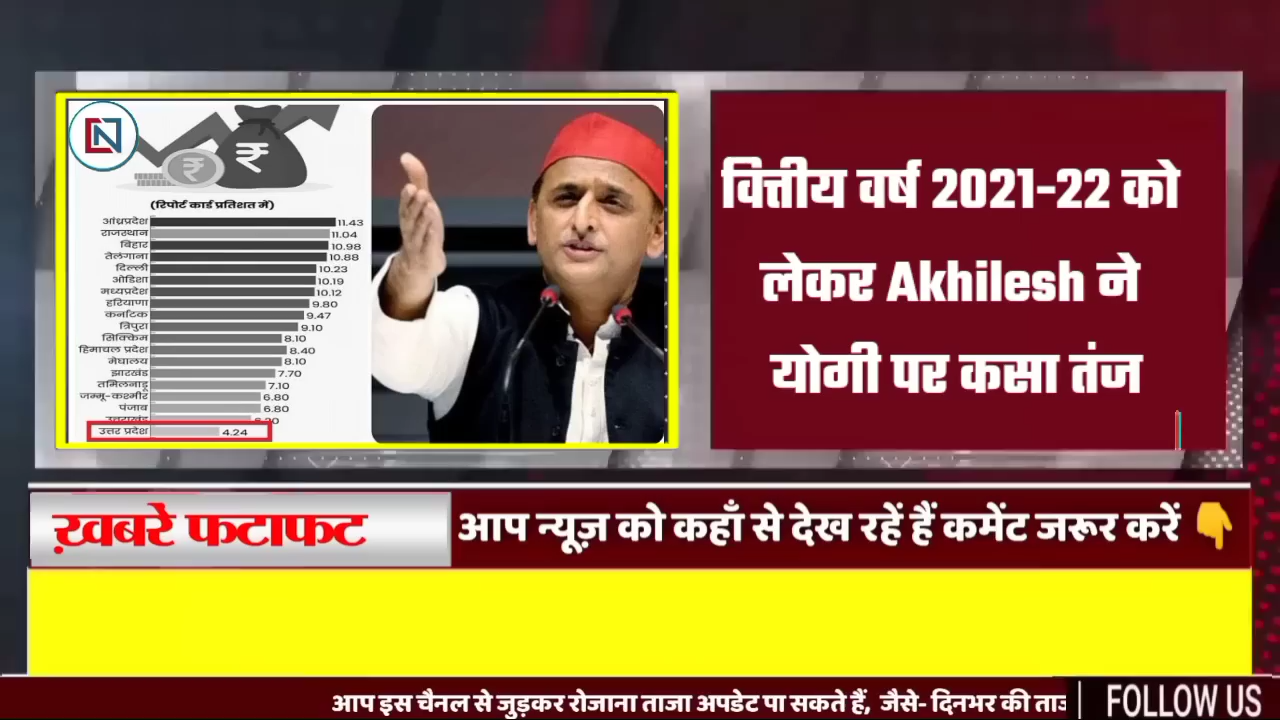 (रिपोर्ट कार्ड प्रतिशत में)
आंध्रप्रदेश 11.43
राजस्थान 11.04
बिहार 10.98
तेलंगाना 10.88
दिल्ली 10.23
ओडिशा 10.19
मध्यप्रदेश 10.12
हरियाणा 9.80
कर्नाटक 9.47
त्रिपुरा 9.10
सिक्किम 8.10
हिमाचल प्रदेश 8.40
मेघालय 8.10
झारखंड 7.70
तमिलनाडू 7.10
जम्मू-कश्मीर 6.80
पंजाब 6.80
उत्तर प्रदेश 4.24
वित्तीय वर्ष 2021-22 को
लेकर Akhilesh ने
योगी पर कसा तंज
ख़बरे फटाफट
आप न्यूज़ को कहाँ से देख रहें हैं कमेंट जरूर करें 👇
आप इस चैनल से जुड़कर रोजाना ताजा अपडेट पा सकते हैं, जैसे- दिनभर की
FOLLOW US